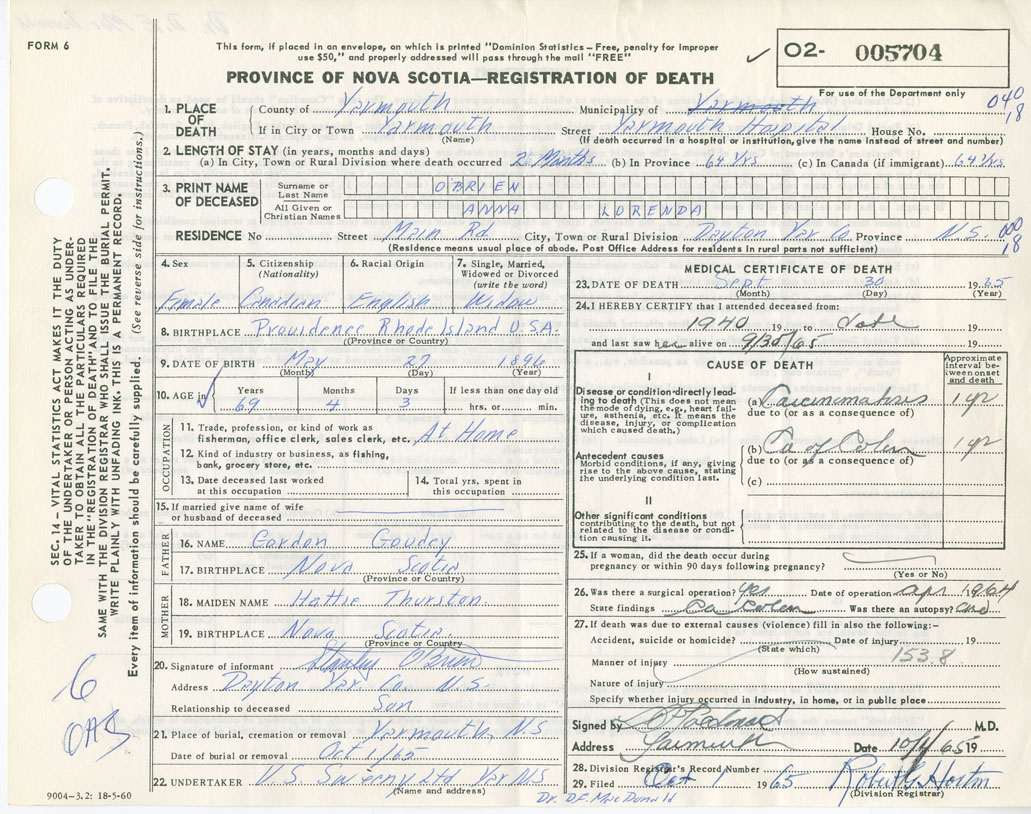 FORM 6
This form, if placed in an envelope, on which is printed "Dominion Statistics - Free, penalty for improper
use $50," and properly addressed will pass through the mail "FREE"
PROVINCE OF NOVA SCOTIA—REGISTRATION OF DEATH
O2- 005704
For use of the Department only
040
18
1. PLACE OF DEATH
County of Yarmouth Municipality of Yarmouth
If in City or Town Yarmouth Street Yarmouth Hospital House No.
(Name) (If death occurred in a hospital or institution, give the name instead of street and number)
2. LENGTH OF STAY (in years, months and days)
(a) In City, Town or Rural Division where death occurred 2 Months (b) In Province 64 Yrs (c) In Canada (if immigrant) 64 Yrs
3. PRINT NAME OF DECEASED
Surname or Last Name O'BRIEN
All Given or Christian Names ANNA LORENDA
RESIDENCE No Street Main Rd. City, Town or Rural Division Dayton Yar Co Province N.S. 000
18
(Residence means usual place of abode. Post Office Address for residents in rural parts not sufficient)
4. Sex Female
5. Citizenship (Nationality) Canadian
6. Racial Origin English
7. Single, Married, Widowed or Divorced (write the word) Widow
8. BIRTHPLACE Providence Rhode Island U.S.A.
(Province or Country)
9. DATE OF BIRTH May 27 1896
(Month) (Day) (Year)
10. AGE in Years 69 Months 4 Days 3 If less than one day old hrs. or min.
OCCUPATION
11. Trade, profession or kind of work as fisherman, office clerk, sales clerk, etc. At Home
12. Kind of industry or business, as fishing, bank, grocery store, etc.
13. Date deceased last worked at this occupation
14. Total yrs. spent in this occupation
15. If married give name of wife or husband of deceased
FATHER
16. NAME Gordon Goudey
17. BIRTHPLACE Nova Scotia
(Province or Country)
MOTHER
18. MAIDEN NAME Hattie Thurston
19. BIRTHPLACE Nova Scotia
(Province or Country)
20. Signature of informant Stanley O'Brien
Address Dayton Yar. Co. N.S.
Relationship to deceased Son
21. Place of burial, cremation or removal Yarmouth, N.S
Date of burial or removal Oct 1/65
22. UNDERTAKER V.S. Sweeny Ltd Yar N.S
(Name and address)
9004-3.2: 18-5-60
MEDICAL CERTIFICATE OF DEATH
23. DATE OF DEATH Sept 30 1965
(Month) (Day) (Year)
24. I HEREBY CERTIFY that I attended deceased from:
1940 19 to date 19
and last saw her alive on 9/30/65 19
CAUSE OF DEATH
Approximate interval between onset and death
I
Disease or condition directly leading to death (This does not mean the mode of dying, e.g., heart failure, asthenia, etc. It means the disease, injury, or complication which caused death.)
(a) Carcinomatosis 1 yr
due to (or as a consequence of)
Antecedent causes
Morbid conditions, if any, giving rise to the above cause, stating the underlying condition last.
(b) Ca of Colon 1 yr
due to (or as a consequence of)
(c)
II
Other significant conditions contributing to the death, but not related to the disease or condition causing it.
25. If a woman, did the death occur during pregnancy or within 90 days following pregnancy?
(Yes or No)
26. Was there a surgical operation? Yes Date of operation apr 1964
State findings Ca Colon Was there an autopsy?
27. If death was due to external causes (violence) fill in also the following:-
Accident, suicide or homicide? Date of injury 19
(State which) 153.8
Manner of injury
(How sustained)
Nature of injury
Specify whether injury occurred in industry, in home, or in public place
Signed by M.D.
Address Yarmouth Date 10/1/65 19
28. Division Registrar's Record Number
29. Filed Oct 1 1965 Robert G Horton
(Division Registrar)
Dr. D.F. MacDonald
SEC. 14 - VITAL STATISTICS ACT MAKES IT THE DUTY
OF THE UNDERTAKER OR PERSON ACTING AS UNDER-
TAKER TO OBTAIN ALL THE PARTICULARS REQUIRED
IN THE "REGISTRATION OF DEATH" AND TO FILE THE
SAME WITH THE DIVISION REGISTRAR WHO SHALL ISSUE THE BURIAL PERMIT.
WRITE PLAINLY WITH UNFADING INK. THIS IS A PERMANENT RECORD.
Every item of information should be carefully supplied. (See reverse side for instructions.)
6